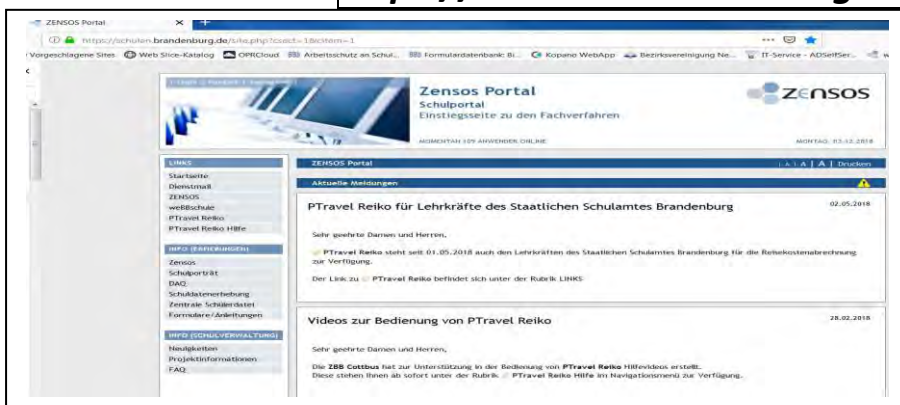 ZENSOS Portal
brandenburg.de
Vorgeschlagene Sites Web Slice-Katalog OPRCloud Arbeitsschutz an Schul... Formulardatenbank: Bi... Kopano WebApp Bezirksvereinigung Ne... IT-Service - ADSelfSer...
Zensos Portal
Schulportal
Einstiegsseite zu den Fachverfahren
zensos
MOMENTAN 109 ANWENDER ONLINE
MONTAG, 03.12.2018
LINKS
Startseite
Dienstmail
ZENSOS
weBBschule
PTravel Reiko
PTravel Reiko Hilfe
ZENSOS Portal
| A | A | A | Drucken
Aktuelle Meldungen
PTravel Reiko für Lehrkräfte des Staatlichen Schulamtes Brandenburg
02.05.2018
Sehr geehrte Damen und Herren,
PTravel Reiko steht seit 01.05.2018 auch den Lehrkräften des Staatlichen Schulamtes Brandenburg für die Reisekostenabrechnung
zur Verfügung.
Der Link zu PTravel Reiko befindet sich unter der Rubrik LINKS
INFO (FACHVERFAHREN)
Zensos
Schulporträt
DAQ
Schuldatenerhebung
Zentrale Schülerdatei
Formulare/Anleitungen
INFO (SCHULVERWALTUNG)
Neuigkeiten
Projektinformationen
FAQ
Videos zur Bedienung von PTravel Reiko
28.02.2018
Sehr geehrte Damen und Herren,
Die ZBB Cottbus hat zur Unterstützung in der Bedienung von PTravel Reiko Hilfevideos erstellt.
Diese stehen Ihnen ab sofort unter der Rubrik PTravel Reiko Hilfe im Navigationsmenü zur Verfügung.